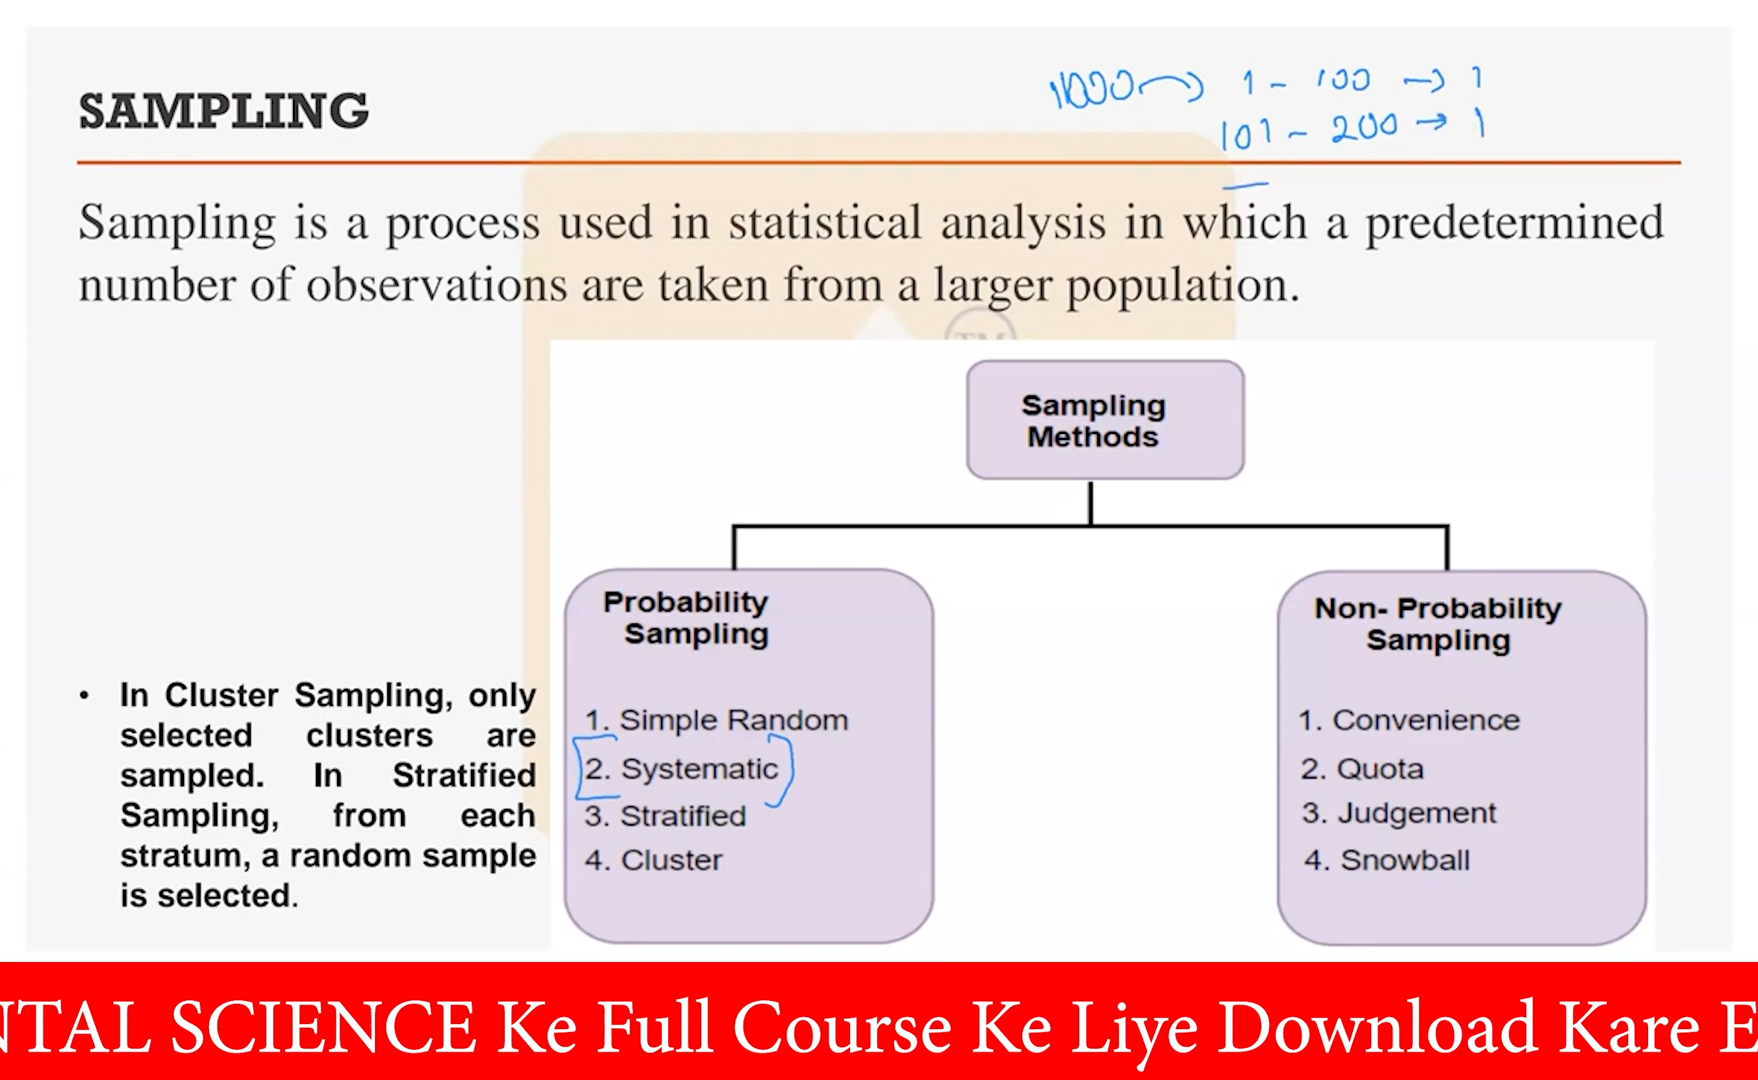 SAMPLING
1000 → 1 - 100 → 1
101 - 200 → 1
Sampling is a process used in statistical analysis in which a predetermined
number of observations are taken from a larger population.
TM
Sampling
Methods
Probability
Sampling
1. Simple Random
2. Systematic
3. Stratified
4. Cluster
Non- Probability
Sampling
1. Convenience
2. Quota
3. Judgement
4. Snowball
• In Cluster Sampling, only
selected clusters are
sampled. In Stratified
Sampling, from each
stratum, a random sample
is selected.
NTAL SCIENCE Ke Full Course Ke Liye Download Kare E